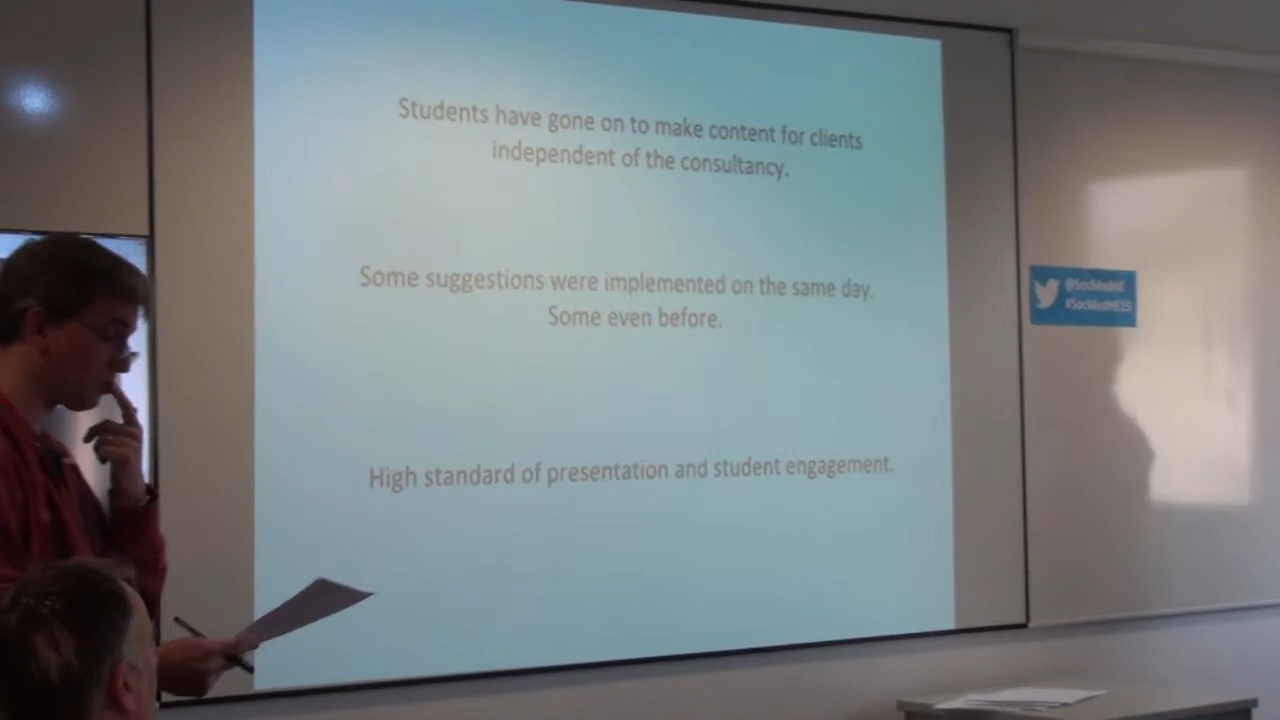 Students have gone on to make content for clients
independent of the consultancy.
Some suggestions were implemented on the same day.
Some even before.
High standard of presentation and student engagement.
@SocMedHE
#SocMedHE15